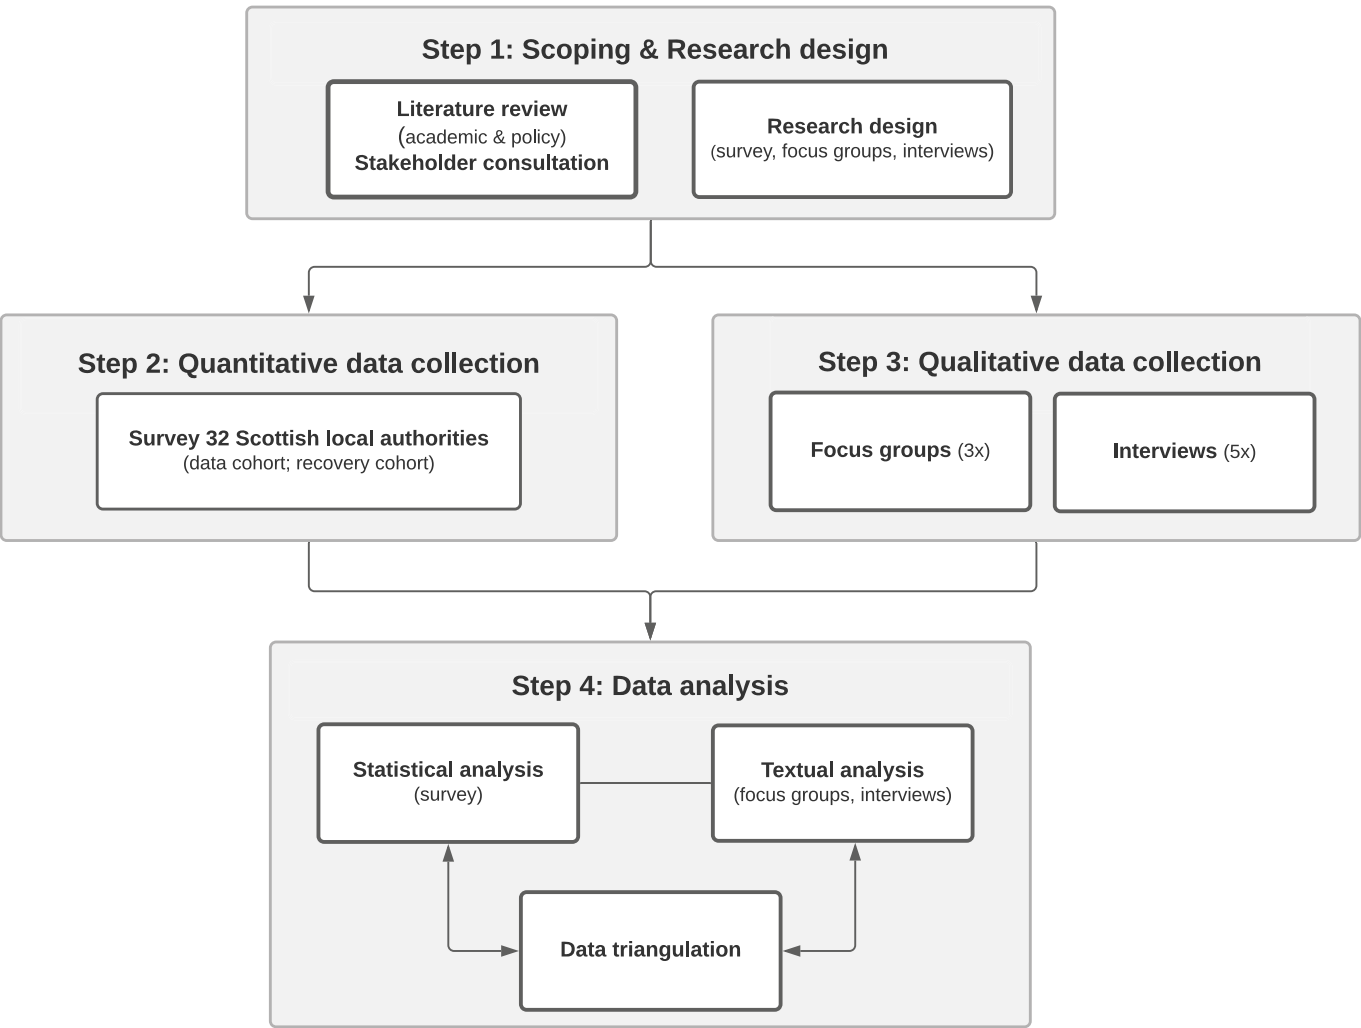 Step 1: Scoping & Research design
Literature review
(academic & policy)
Stakeholder consultation
Research design
(survey, focus groups, interviews)
Step 2: Quantitative data collection
Survey 32 Scottish local authorities
(data cohort; recovery cohort)
Step 3: Qualitative data collection
Focus groups (3x)
Interviews (5x)
Step 4: Data analysis
Statistical analysis
(survey)
Textual analysis
(focus groups, interviews)
Data triangulation